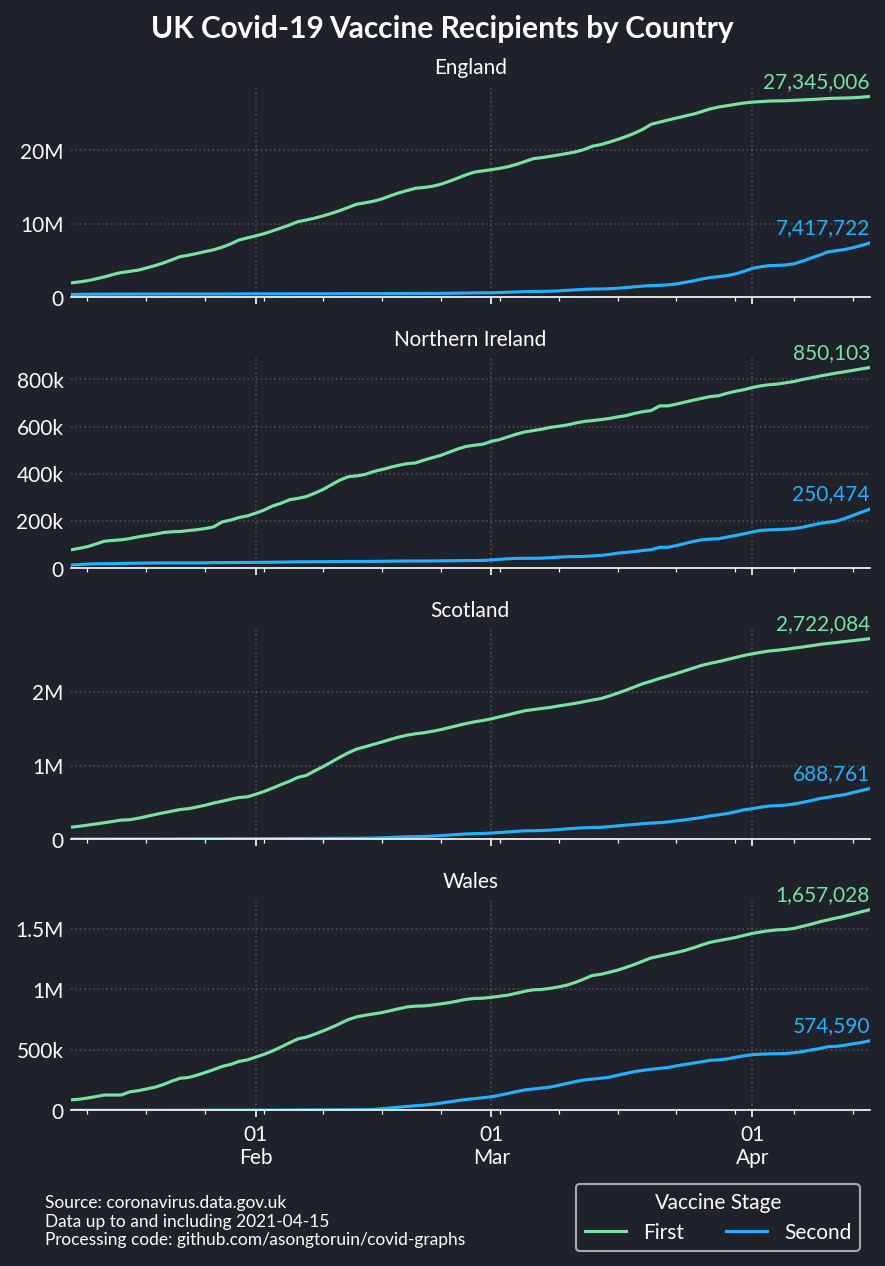 UK Covid-19 Vaccine Recipients by Country
England
27,345,006
20M
10M
7,417,722
0
Northern Ireland
850,103
800k
600k
400k
250,474
200k
0
Scotland
2,722,084
2M
1M
688,761
0
Wales
1,657,028
1.5M
1M
574,590
500k
0
01 01 01
Feb Mar Apr
Source: coronavirus.data.gov.uk
Data up to and including 2021-04-15
Processing code: github.com/asongtoruin/covid-graphs
Vaccine Stage
First Second